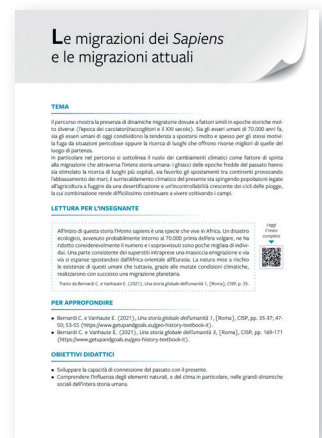 Le migrazioni dei Sapiens
e le migrazioni attuali
TEMA
Il percorso mostra la presenza di dinamiche migratorie dovute a fattori simili in epoche storiche mol-
to diverse (l'epoca dei cacciatori/raccoglitori e il XXI secolo). Sia gli esseri umani di 70.000 anni fa,
sia gli esseri umani di oggi condividono la tendenza a spostarsi molto e spesso per gli stessi motivi:
la fuga da situazioni pericolose oppure la ricerca di luoghi che offrono risorse migliori di quelle del
luogo di partenza.
In particolare nel percorso si sottolinea il ruolo dei cambiamenti climatici come fattore di spinta
alla migrazione che attraversa l'intera storia umana: i ghiacci delle epoche fredde del passato hanno
sia stimolato la ricerca di luoghi più ospitali, sia favorito gli spostamenti tra continenti provocando
l'abbassamento dei mari; il surriscaldamento climatico del presente sta spingendo popolazioni legate
all'agricoltura a fuggire da una desertificazione e un'incontrollabilità crescente dei cicli delle piogge,
la cui combinazione rende difficilissimo continuare a vivere coltivando i campi.
LETTURA PER L'INSEGNANTE
All'inizio di questa storia l'Homo sapiens è una specie che vive in Africa. Un disastro
ecologico, avvenuto probabilmente intorno al 70.000 prima dell'era volgare, ne ha
ridotto considerevolmente il numero e i sopravvissuti sono poche migliaia di indivi-
dui. Una parte consistente dei superstiti intraprese una massiccia emigrazione e via
via si espanse spostandosi dall'Africa orientale all'Eurasia. La natura mise a rischio
le esistenze di questi umani che tuttavia, grazie alle mutate condizioni climatiche,
realizzarono con successo una migrazione planetaria.
Tratto da Bernardi C. e Vanhaute E. (2021), Una storia globale dell'umanità 1, [Roma], CISP, p. 35.
Leggi
il testo
completo
PER APPROFONDIRE
• Bernardi C. e Vanhaute E. (2021), Una storia globale dell'umanità 1, [Roma], CISP, pp. 35-37; 47-
50; 53-55 (https://www.getupandgoals.eu/geo-history-textbook-it).
• Bernardi C. e Vanhaute E. (2021), Una storia globale dell'umanità 3, [Roma], CISP, pp. 169-171
(https://www.getupandgoals.eu/geo-history-textbook-it).
OBIETTIVI DIDATTICI
• Sviluppare la capacità di connessione del passato con il presente.
• Comprendere l'influenza degli elementi naturali, e del clima in particolare, nelle grandi dinamiche
sociali dell'intera storia umana.